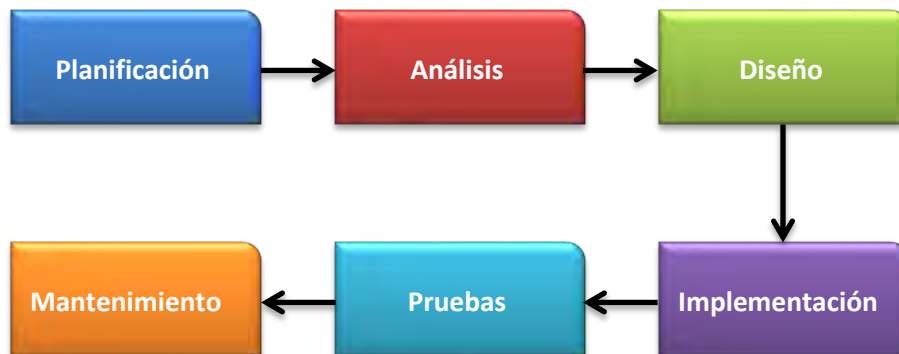 Planificación
Análisis
Diseño
Implementación
Pruebas
Mantenimiento